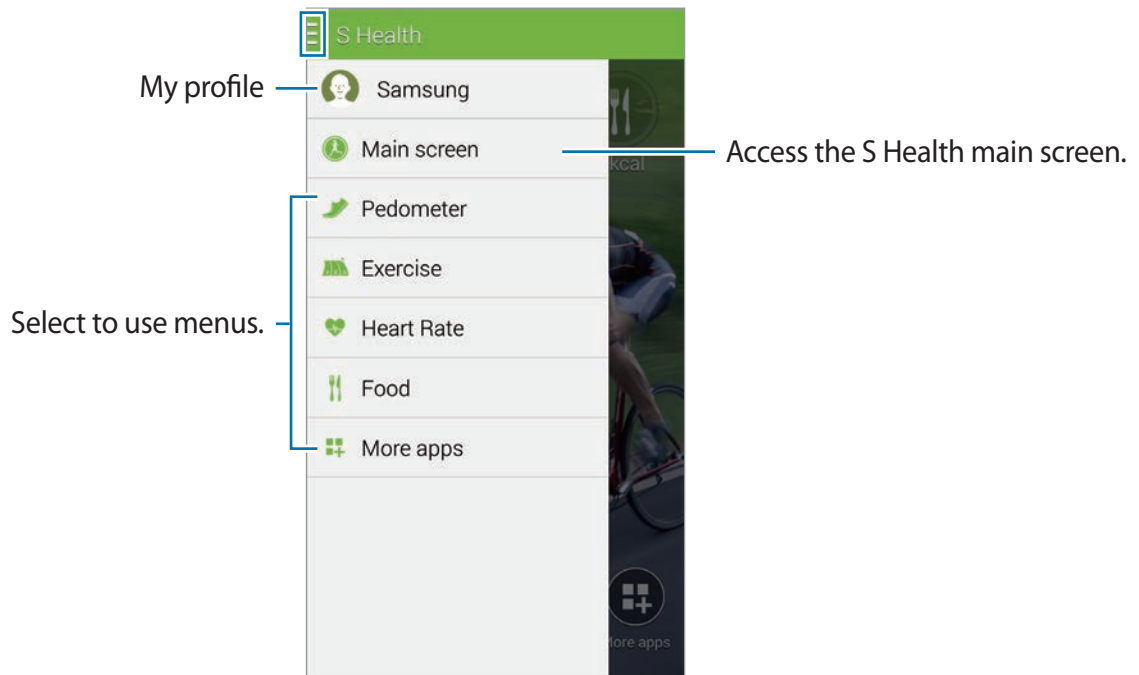 S Health
My profile
Samsung
Main screen
Access the S Health main screen.
kcal
Pedometer
Exercise
Select to use menus.
Heart Rate
Food
More apps
More apps